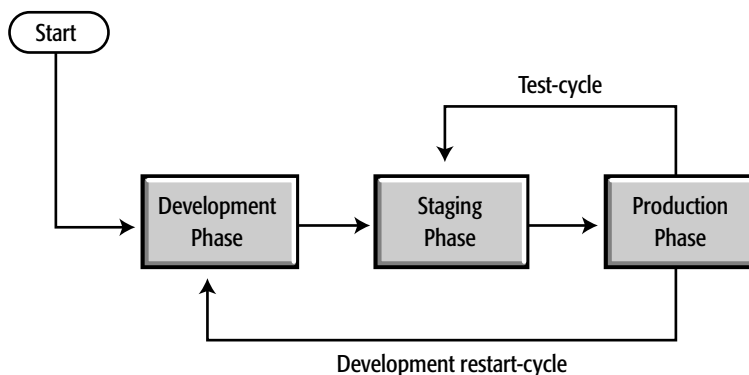 Start
Test-cycle
Development
Phase
Staging
Phase
Production
Phase
Development restart-cycle